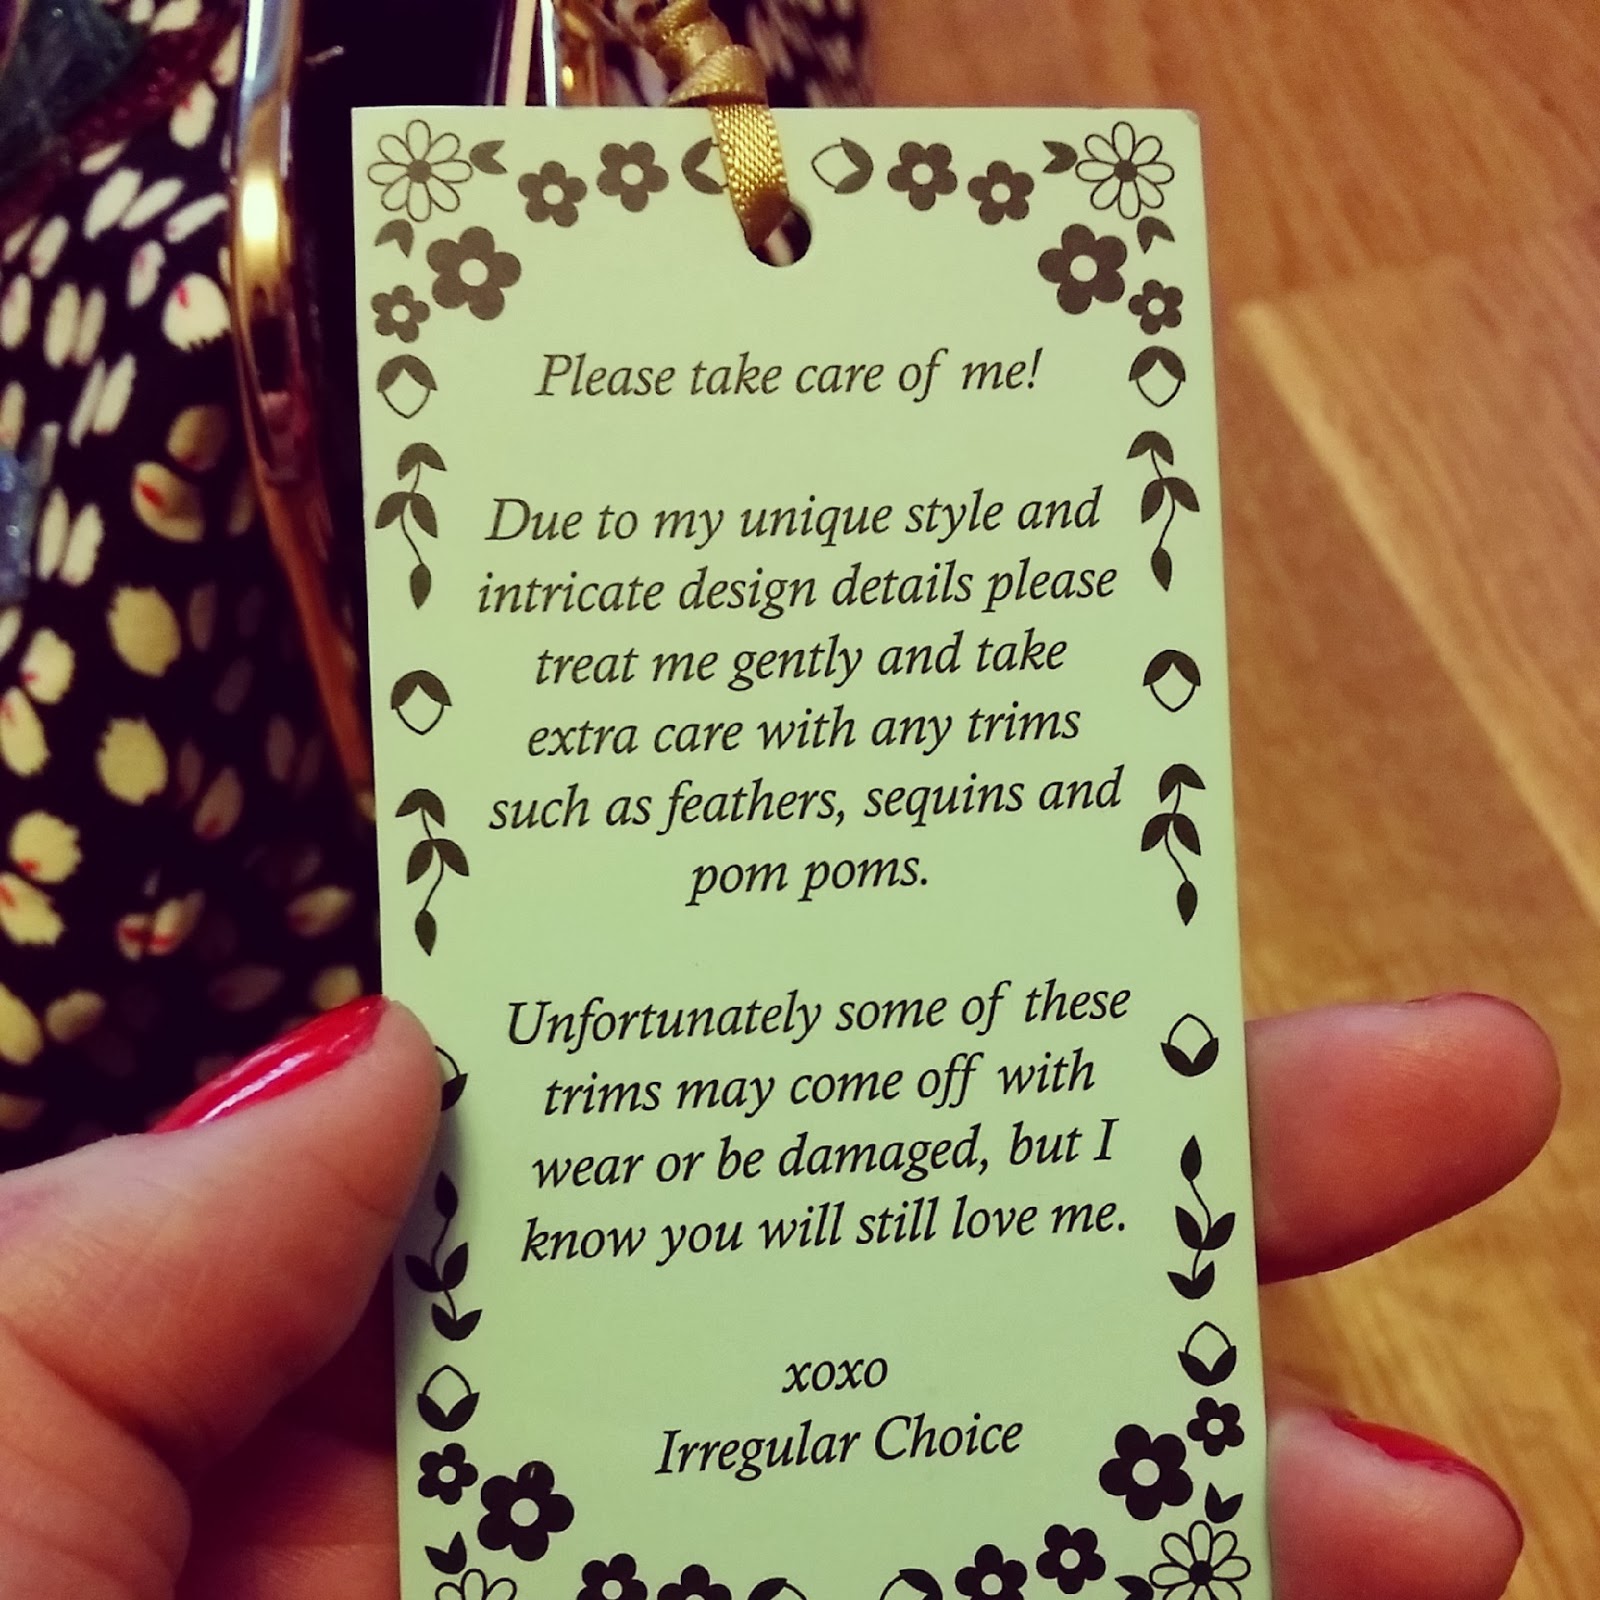 Please take care of me!
Due to my unique style and
intricate design details please
treat me gently and take
extra care with any trims
such as feathers, sequins and
pom poms.
Unfortunately some of these
trims may come off with
wear or be damaged, but I
know you will still love me.
xoxo
Irregular Choice